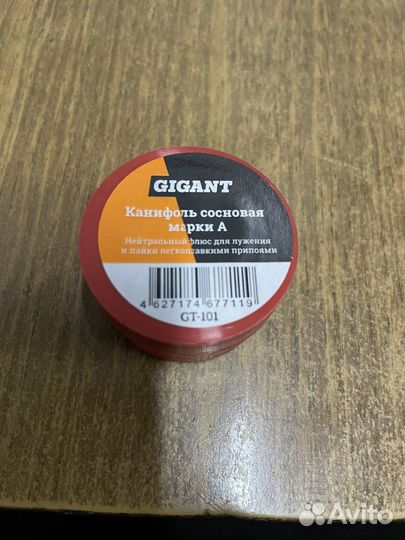 GIGANT
Канифоль сосновая
марки А
Нейтральный флюс для лужения
и пайки легкоплавкими припоями
4 627174 677119
GT-101
Avito